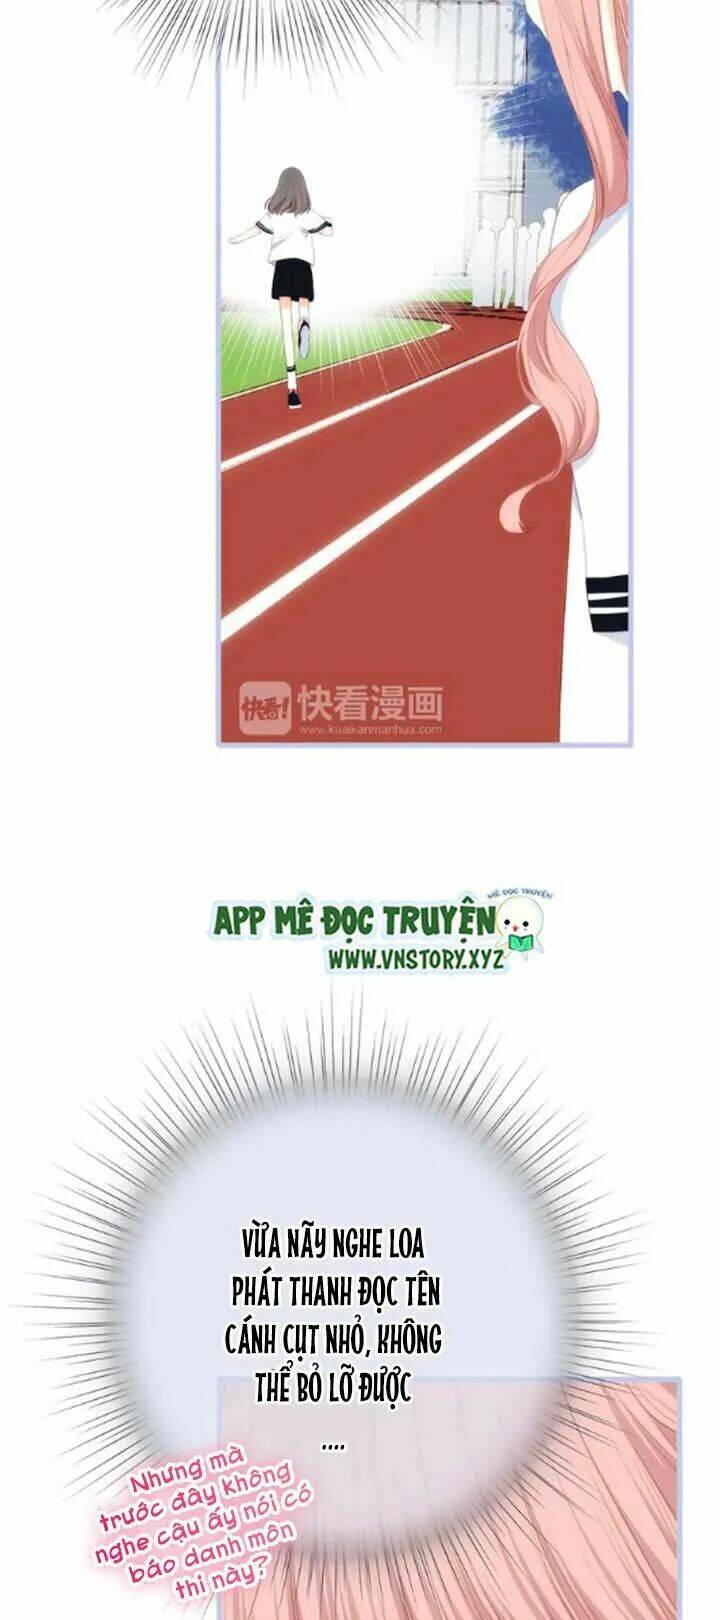 快看! 快看漫画
www.kuaikanmanhua.com
MÊ ĐỌC TRUYỆN
APP MÊ ĐỌC TRUYỆN
WWW.VNSTORY.XYZ
VỪA NÃY NGHE LOA
PHÁT THANH ĐỌC TÊN
CÁNH CỤT NHỎ, KHÔNG
THỂ BỎ LỠ ĐƯỢC
....
Nhưng mà
trước đây không
nghe cậu ấy nói có
báo danh môn
thi này?